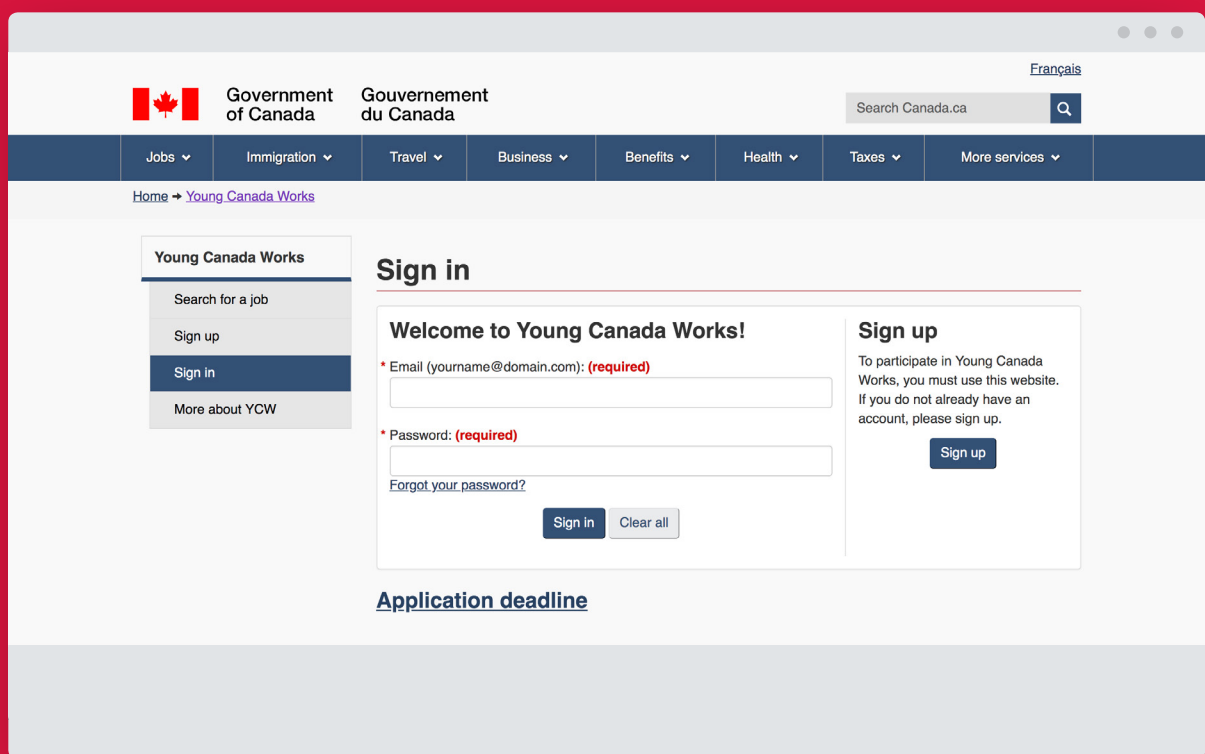 Français
Government
of Canada
Gouvernement
du Canada
Search Canada.ca
Jobs
Immigration
Travel
Business
Benefits
Health
Taxes
More services
Home → Young Canada Works
Young Canada Works
Search for a job
Sign up
Sign in
More about YCW
Sign in
Welcome to Young Canada Works!
* Email (yourname@domain.com): (required)
* Password: (required)
Forgot your password?
Sign in
Clear all
Sign up
To participate in Young Canada
Works, you must use this website.
If you do not already have an
account, please sign up.
Sign up
Application deadline